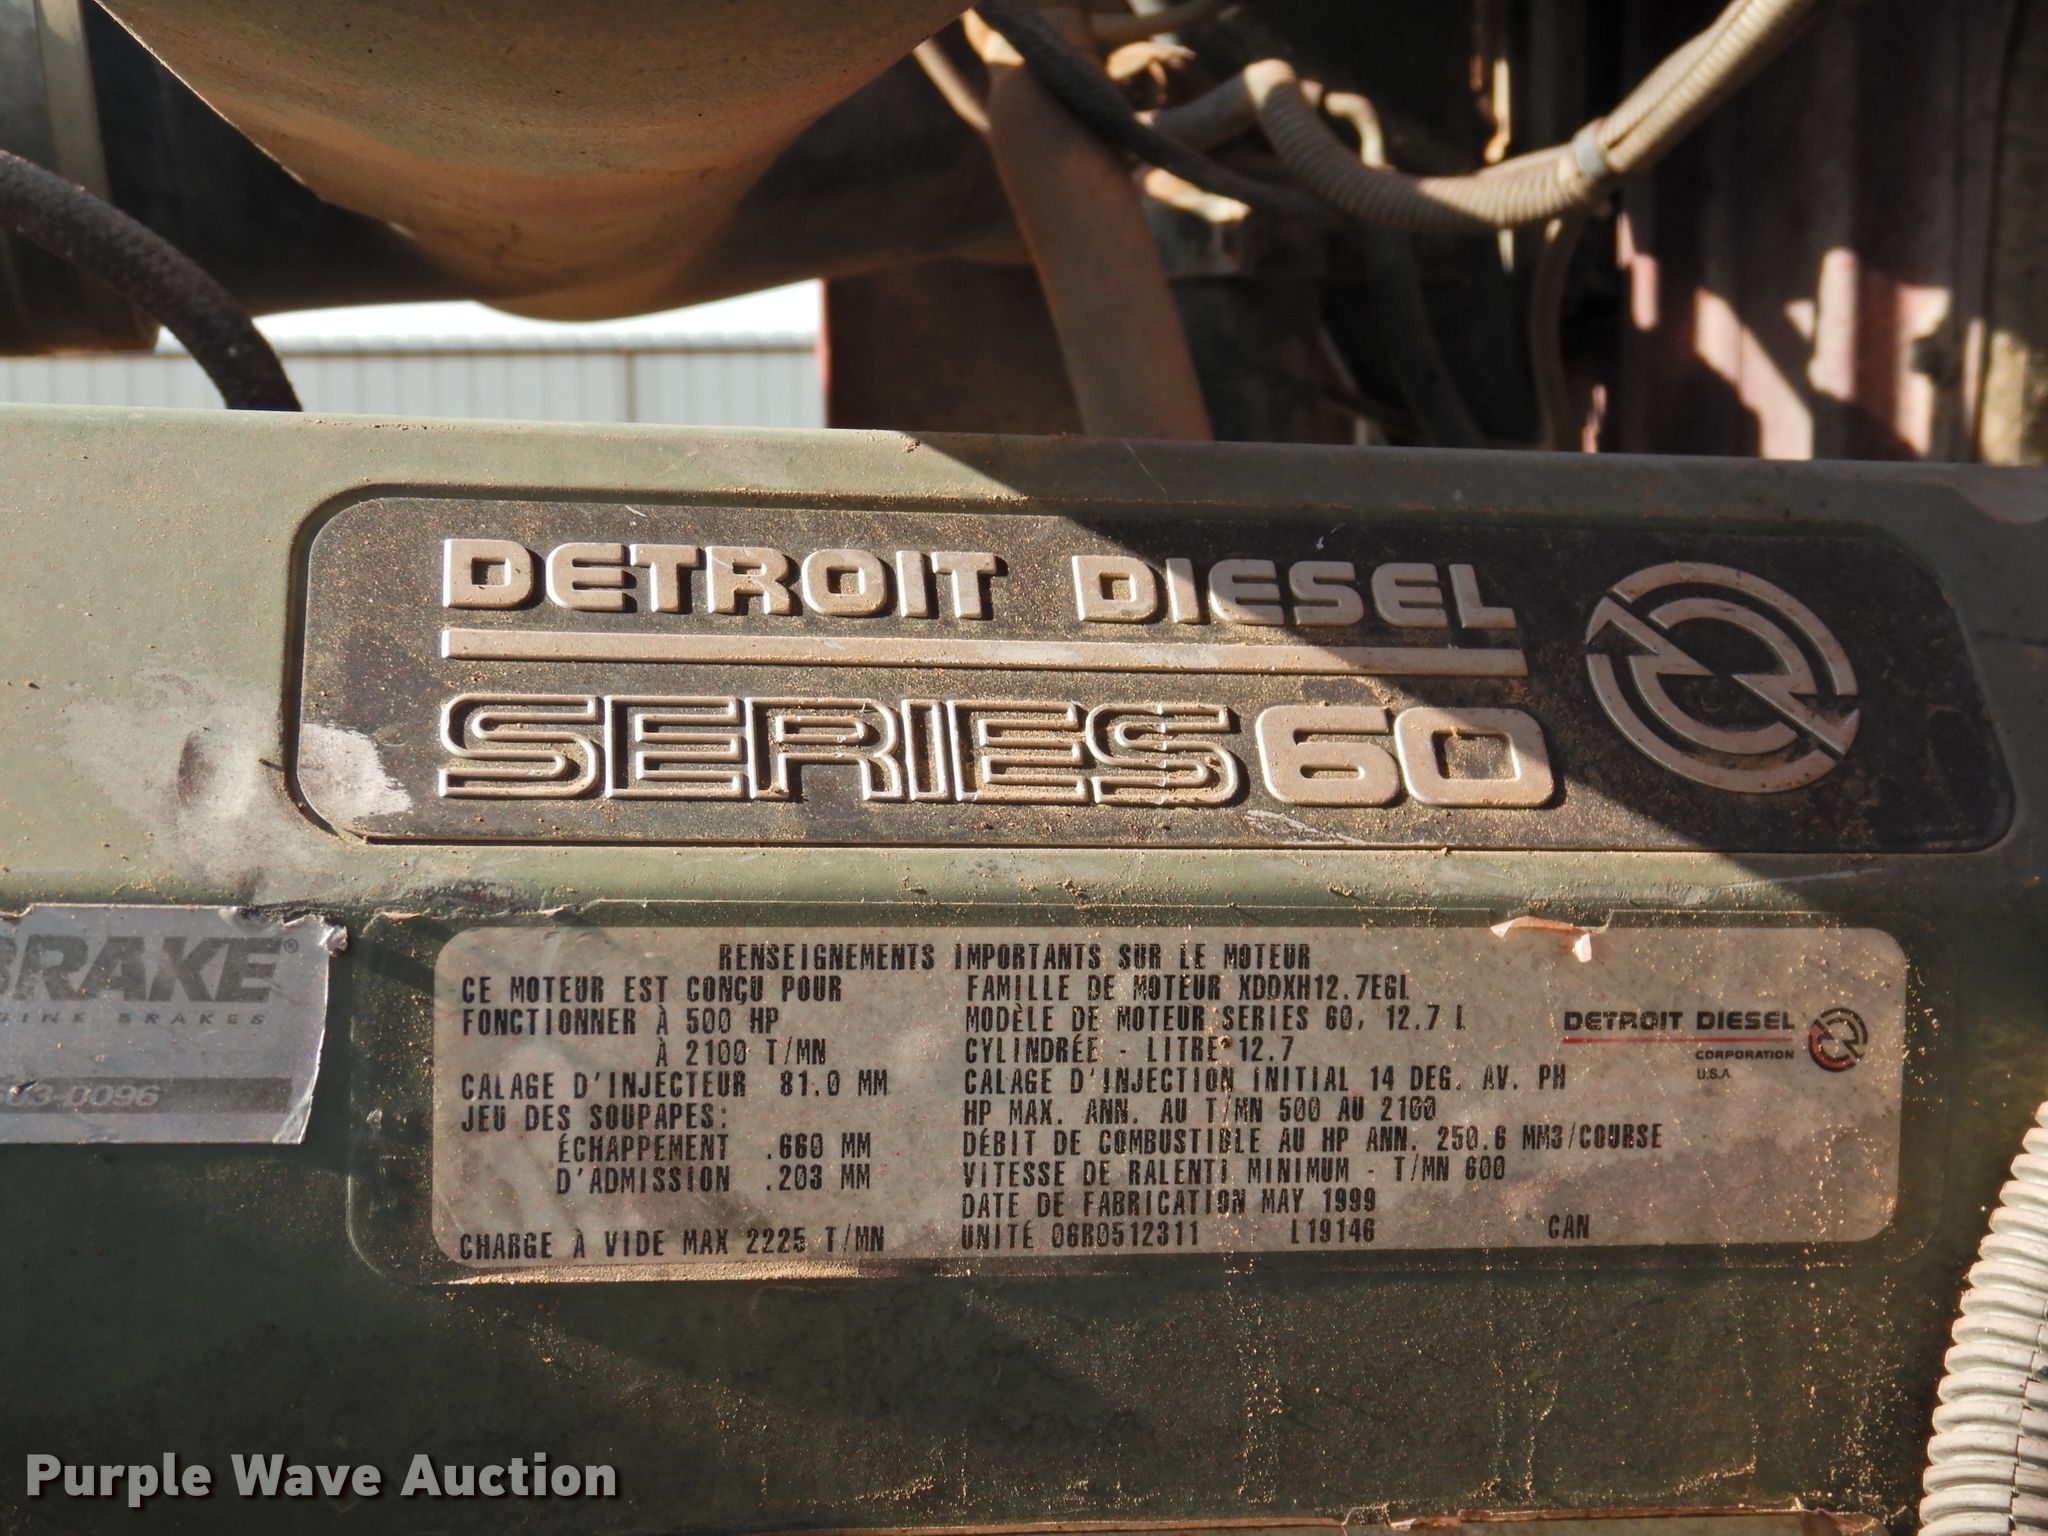 DETROIT DIESEL
SERIES 60
BRAKE®
ENGINE BRAKES
503-0096
RENSEIGNEMENTS IMPORTANTS SUR LE MOTEUR
CE MOTEUR EST CONÇU POUR
FONCTIONNER À 500 HP
À 2100 T/MN
CALAGE D'INJECTEUR 81.0 MM
JEU DES SOUPAPES:
ÉCHAPPEMENT .660 MM
D'ADMISSION .203 MM
CHARGE À VIDE MAX 2225 T/MN
FAMILLE DE MOTEUR XDDXH12.7EGL
MODÈLE DE MOTEUR SERIES 60, 12.7 L
CYLINDRÉE - LITRE 12.7
CALAGE D'INJECTION INITIAL 14 DEG. AV. PH
HP MAX. ANN. AU T/MN 500 AU 2100
DÉBIT DE COMBUSTIBLE AU HP ANN. 250.6 MM3/COURSE
VITESSE DE RALENTI MINIMUM - T/MN 600
DATE DE FABRICATION MAY 1999
UNITÉ 06R0512311 L19146 CAN
DETROIT DIESEL
CORPORATION
U.S.A.
Purple Wave Auction